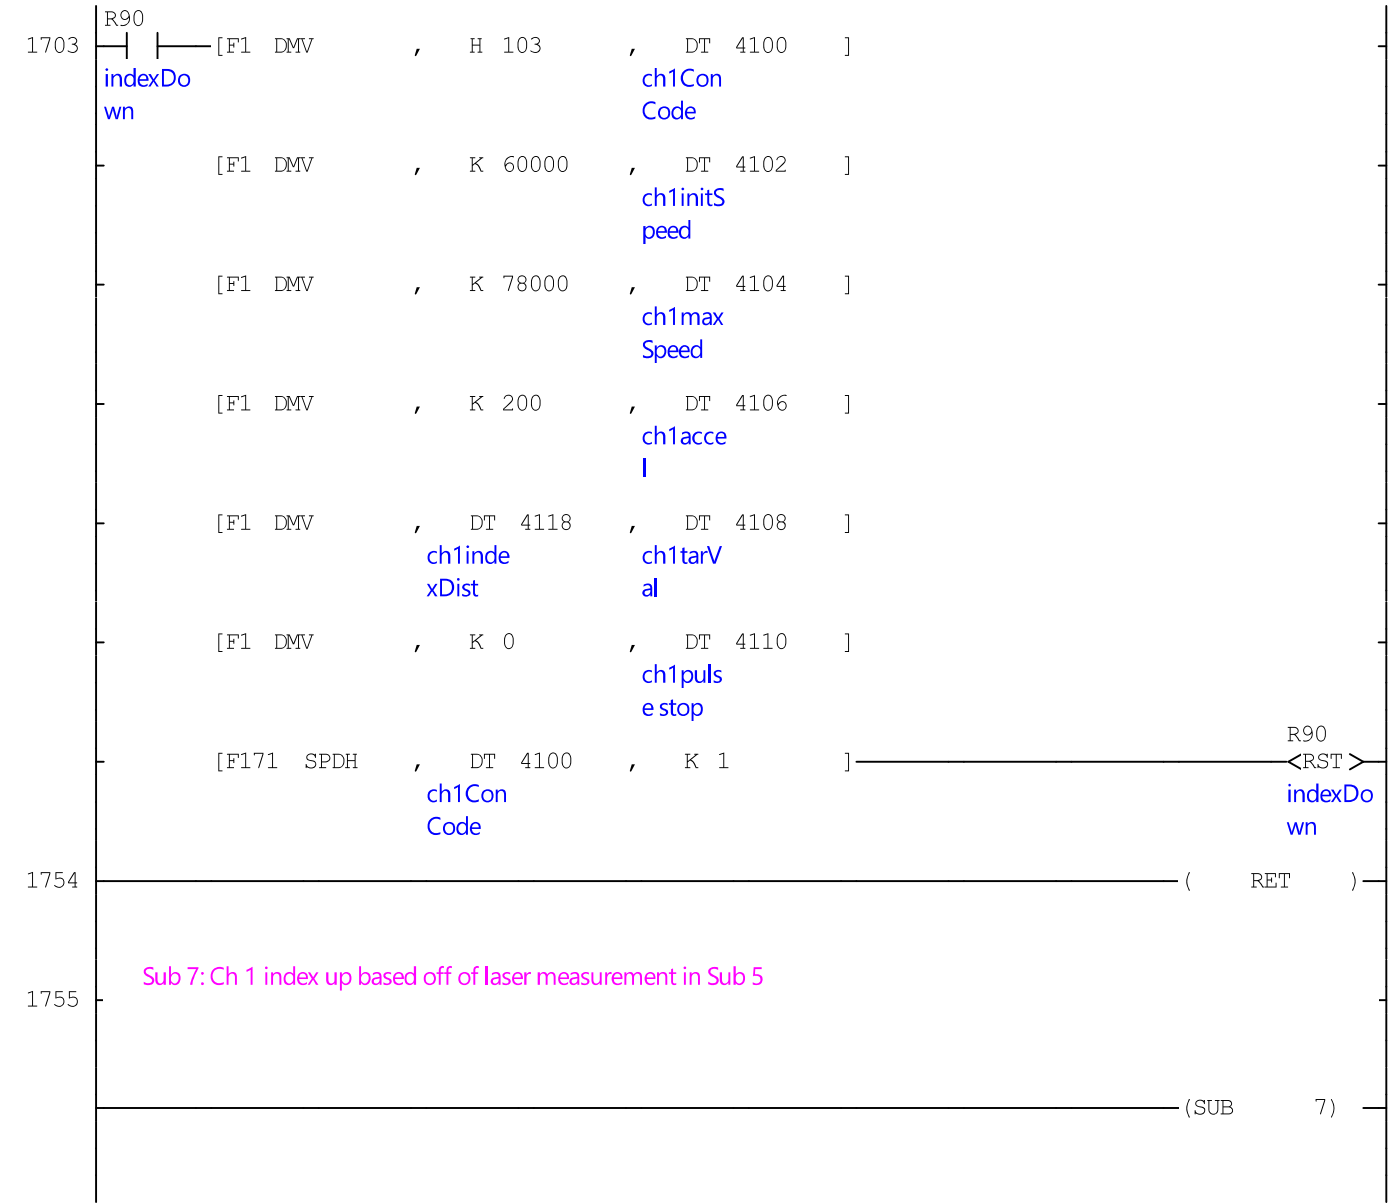 R90
1703 [F1 DMV , H 103 , DT 4100 ]
indexDo ch1Con
wn Code
[F1 DMV , K 60000 , DT 4102 ]
ch1initS
peed
[F1 DMV , K 78000 , DT 4104 ]
ch1max
Speed
[F1 DMV , K 200 , DT 4106 ]
ch1acce
l
[F1 DMV , DT 4118 , DT 4108 ]
ch1inde ch1tarV
xDist al
[F1 DMV , K 0 , DT 4110 ]
ch1puls
e stop
R90
[F171 SPDH , DT 4100 , K 1 ] <RST>
ch1Con indexDo
Code wn
1754 ( RET )
Sub 7: Ch 1 index up based off of laser measurement in Sub 5
1755
(SUB 7)